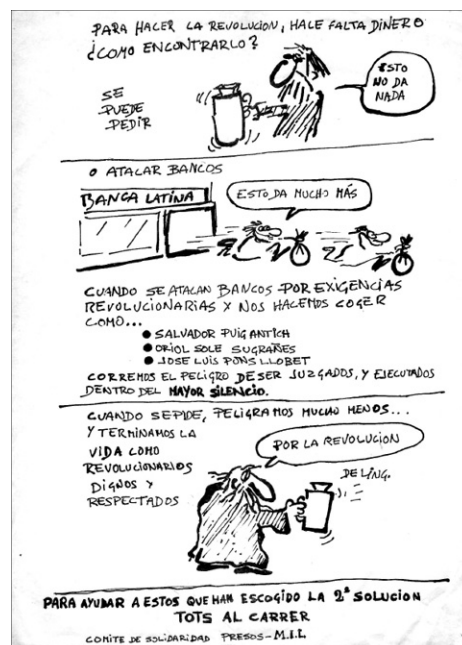 PARA HACER LA REVOLUCION, HALE FALTA DINERO
¿COMO ENCONTRARLO?
SE
PUEDE
PEDIR
ESTO
NO DA
NADA
O ATACAR BANCOS
BANCA LATINA
ESTO DA MUCHO MÁS
CUANDO SE ATACAN BANCOS POR EXIGENCIAS
REVOLUCIONARIAS Y NOS HACEMOS COGER
COMO...
● SALVADOR PUIG ANTICH
● ORIOL SOLE SUGRAÑES
● JOSE LUIS PONS LLOBET
CORREMOS EL PELIGRO DE SER JUZGADOS, Y EJECUTADOS
DENTRO DEL MAYOR SILENCIO.
CUANDO SE PIDE, PELIGRAMOS MUCHO MENOS...
Y TERMINAMOS LA
VIDA COMO
REVOLUCIONARIOS
DIGNOS Y
RESPECTADOS
POR LA REVOLUCION
DELING.
PARA AYUDAR A ESTOS QUE HAN ESCOGIDO LA 2ª SOLUCION
TOTS AL CARRER
COMITE DE SOLIDARIDAD PRESOS-M.I.L